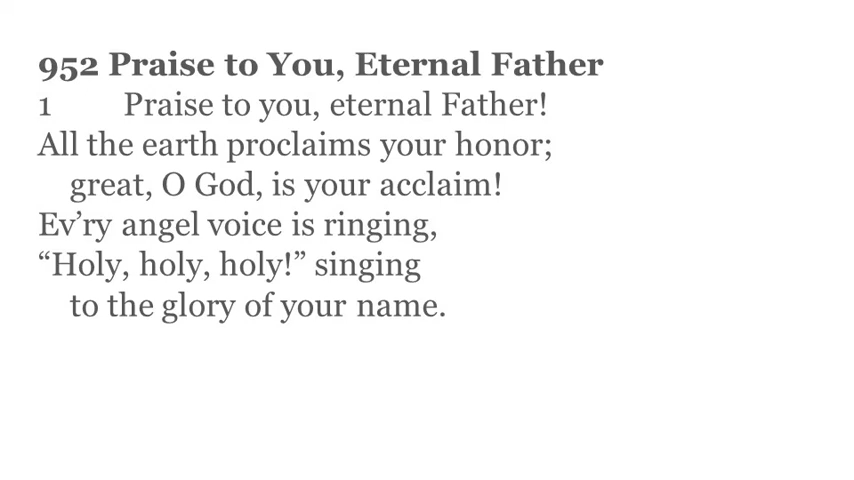 952 Praise to You, Eternal Father
1 Praise to you, eternal Father!
All the earth proclaims your honor;
great, O God, is your acclaim!
Ev’ry angel voice is ringing,
“Holy, holy, holy!” singing
to the glory of your name.